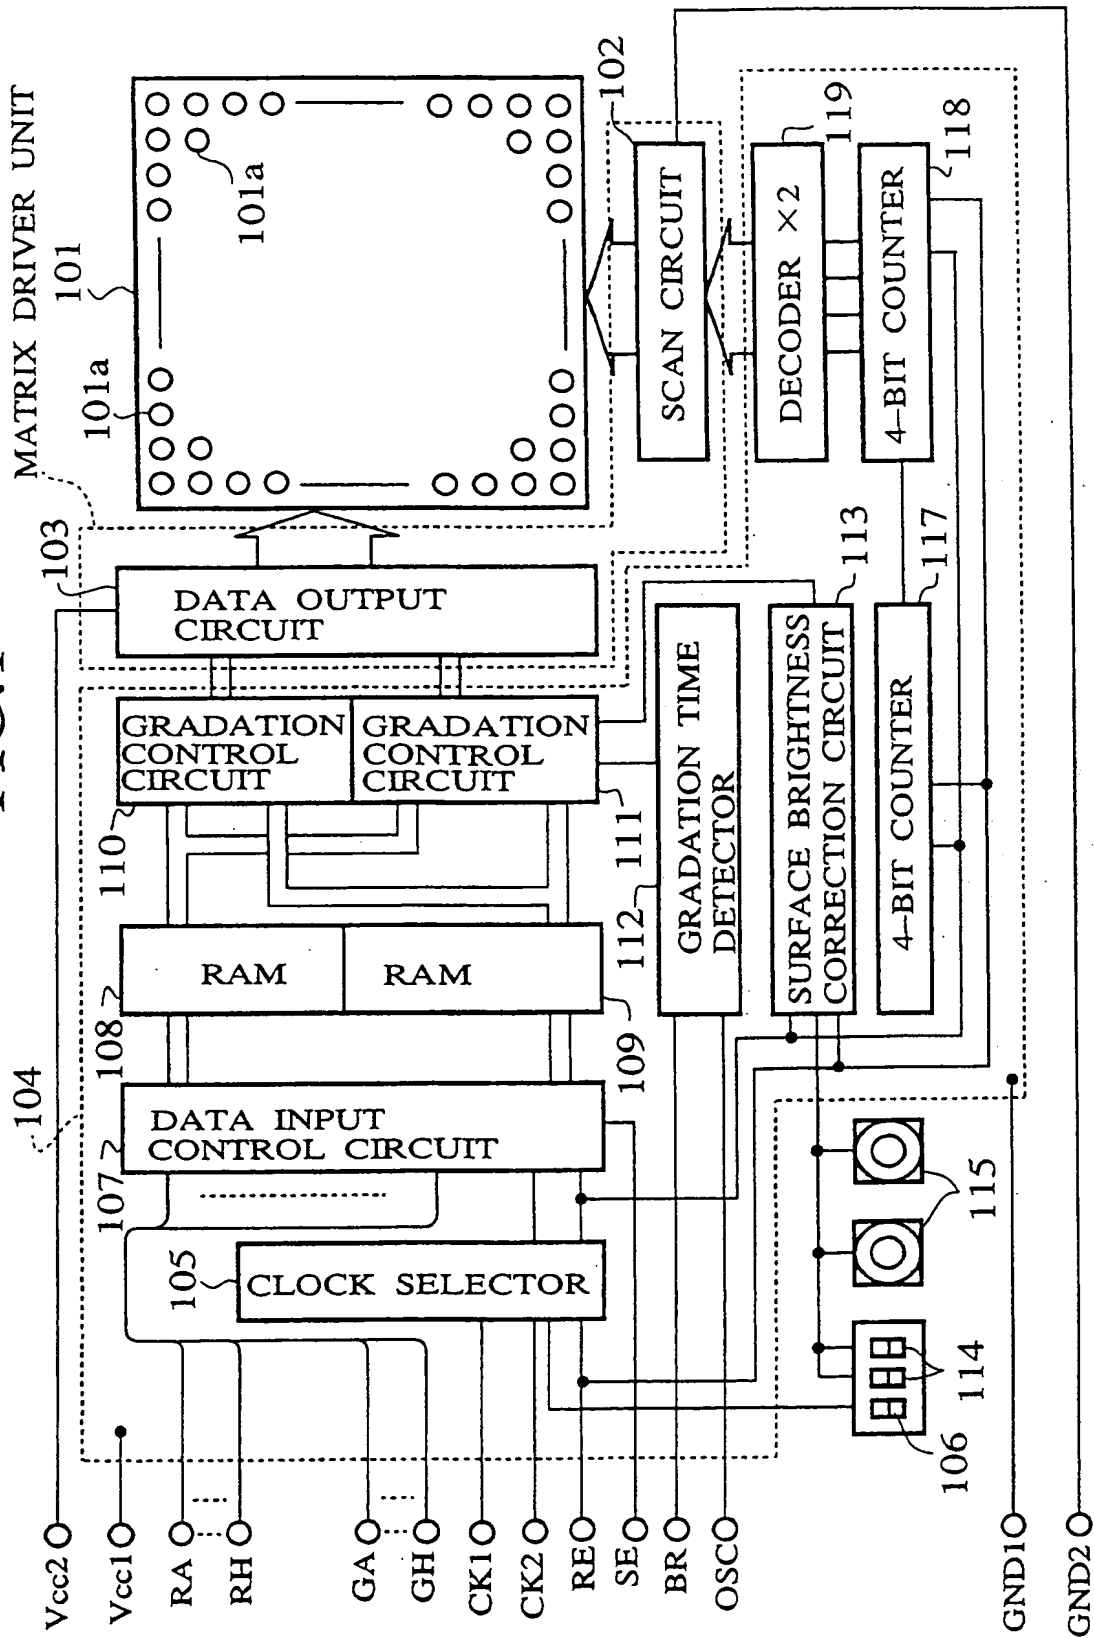 MATRIX DRIVER UNIT
101
101a
101a
102
103
DATA OUTPUT
CIRCUIT
SCAN CIRCUIT
119
DECODER ×2
118
4-BIT COUNTER
104
110
GRADATION
CONTROL
CIRCUIT
GRADATION
CONTROL
CIRCUIT
111
112
GRADATION TIME
DETECTOR
113
SURFACE BRIGHTNESS
CORRECTION CIRCUIT
117
4-BIT COUNTER
108
RAM
RAM
109
107
DATA INPUT
CONTROL CIRCUIT
105
CLOCK SELECTOR
115
114
106
Vcc2
Vcc1
RA
RH
GA
GH
CK1
CK2
RE
SE
BR
OSC
GND1
GND2